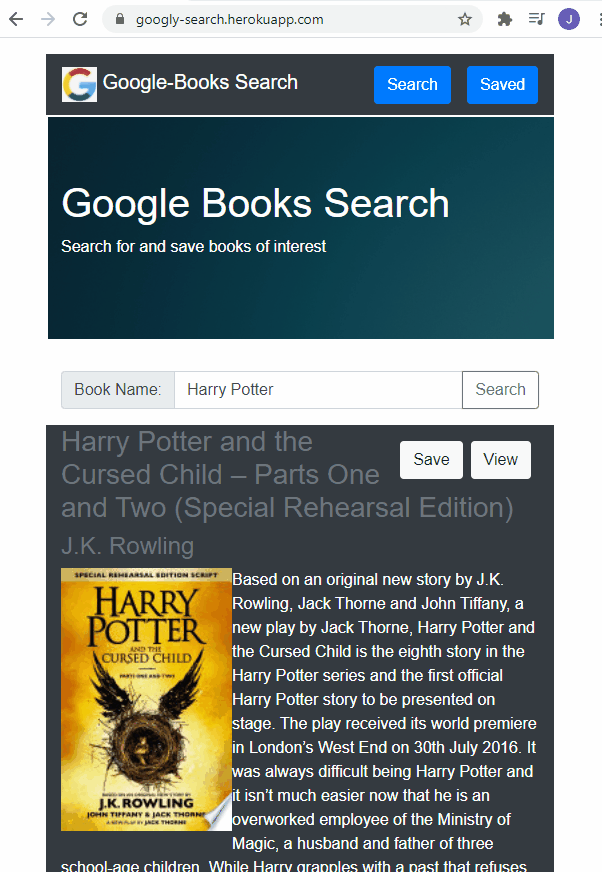 googly-search.herokuapp.com
J
Google-Books Search
Search
Saved
Google Books Search
Search for and save books of interest
Book Name:
Harry Potter
Search
Harry Potter and the
Cursed Child – Parts One
and Two (Special Rehearsal Edition)
Save
View
J.K. Rowling
SPECIAL REHEARSAL EDITION SCRIPT
HARRY
POTTER
AND THE
CURSED CHILD
PARTS ONE AND TWO
BASED ON AN ORIGINAL NEW STORY BY
J.K.ROWLING
JOHN TIFFANY & JACK THORNE
A NEW PLAY BY JACK THORNE
Based on an original new story by J.K.
Rowling, Jack Thorne and John Tiffany, a
new play by Jack Thorne, Harry Potter and
the Cursed Child is the eighth story in the
Harry Potter series and the first official
Harry Potter story to be presented on
stage. The play received its world premiere
in London’s West End on 30th July 2016. It
was always difficult being Harry Potter and
it isn’t much easier now that he is an
overworked employee of the Ministry of
Magic, a husband and father of three
school-age children. While Harry grapples with a past that refuses